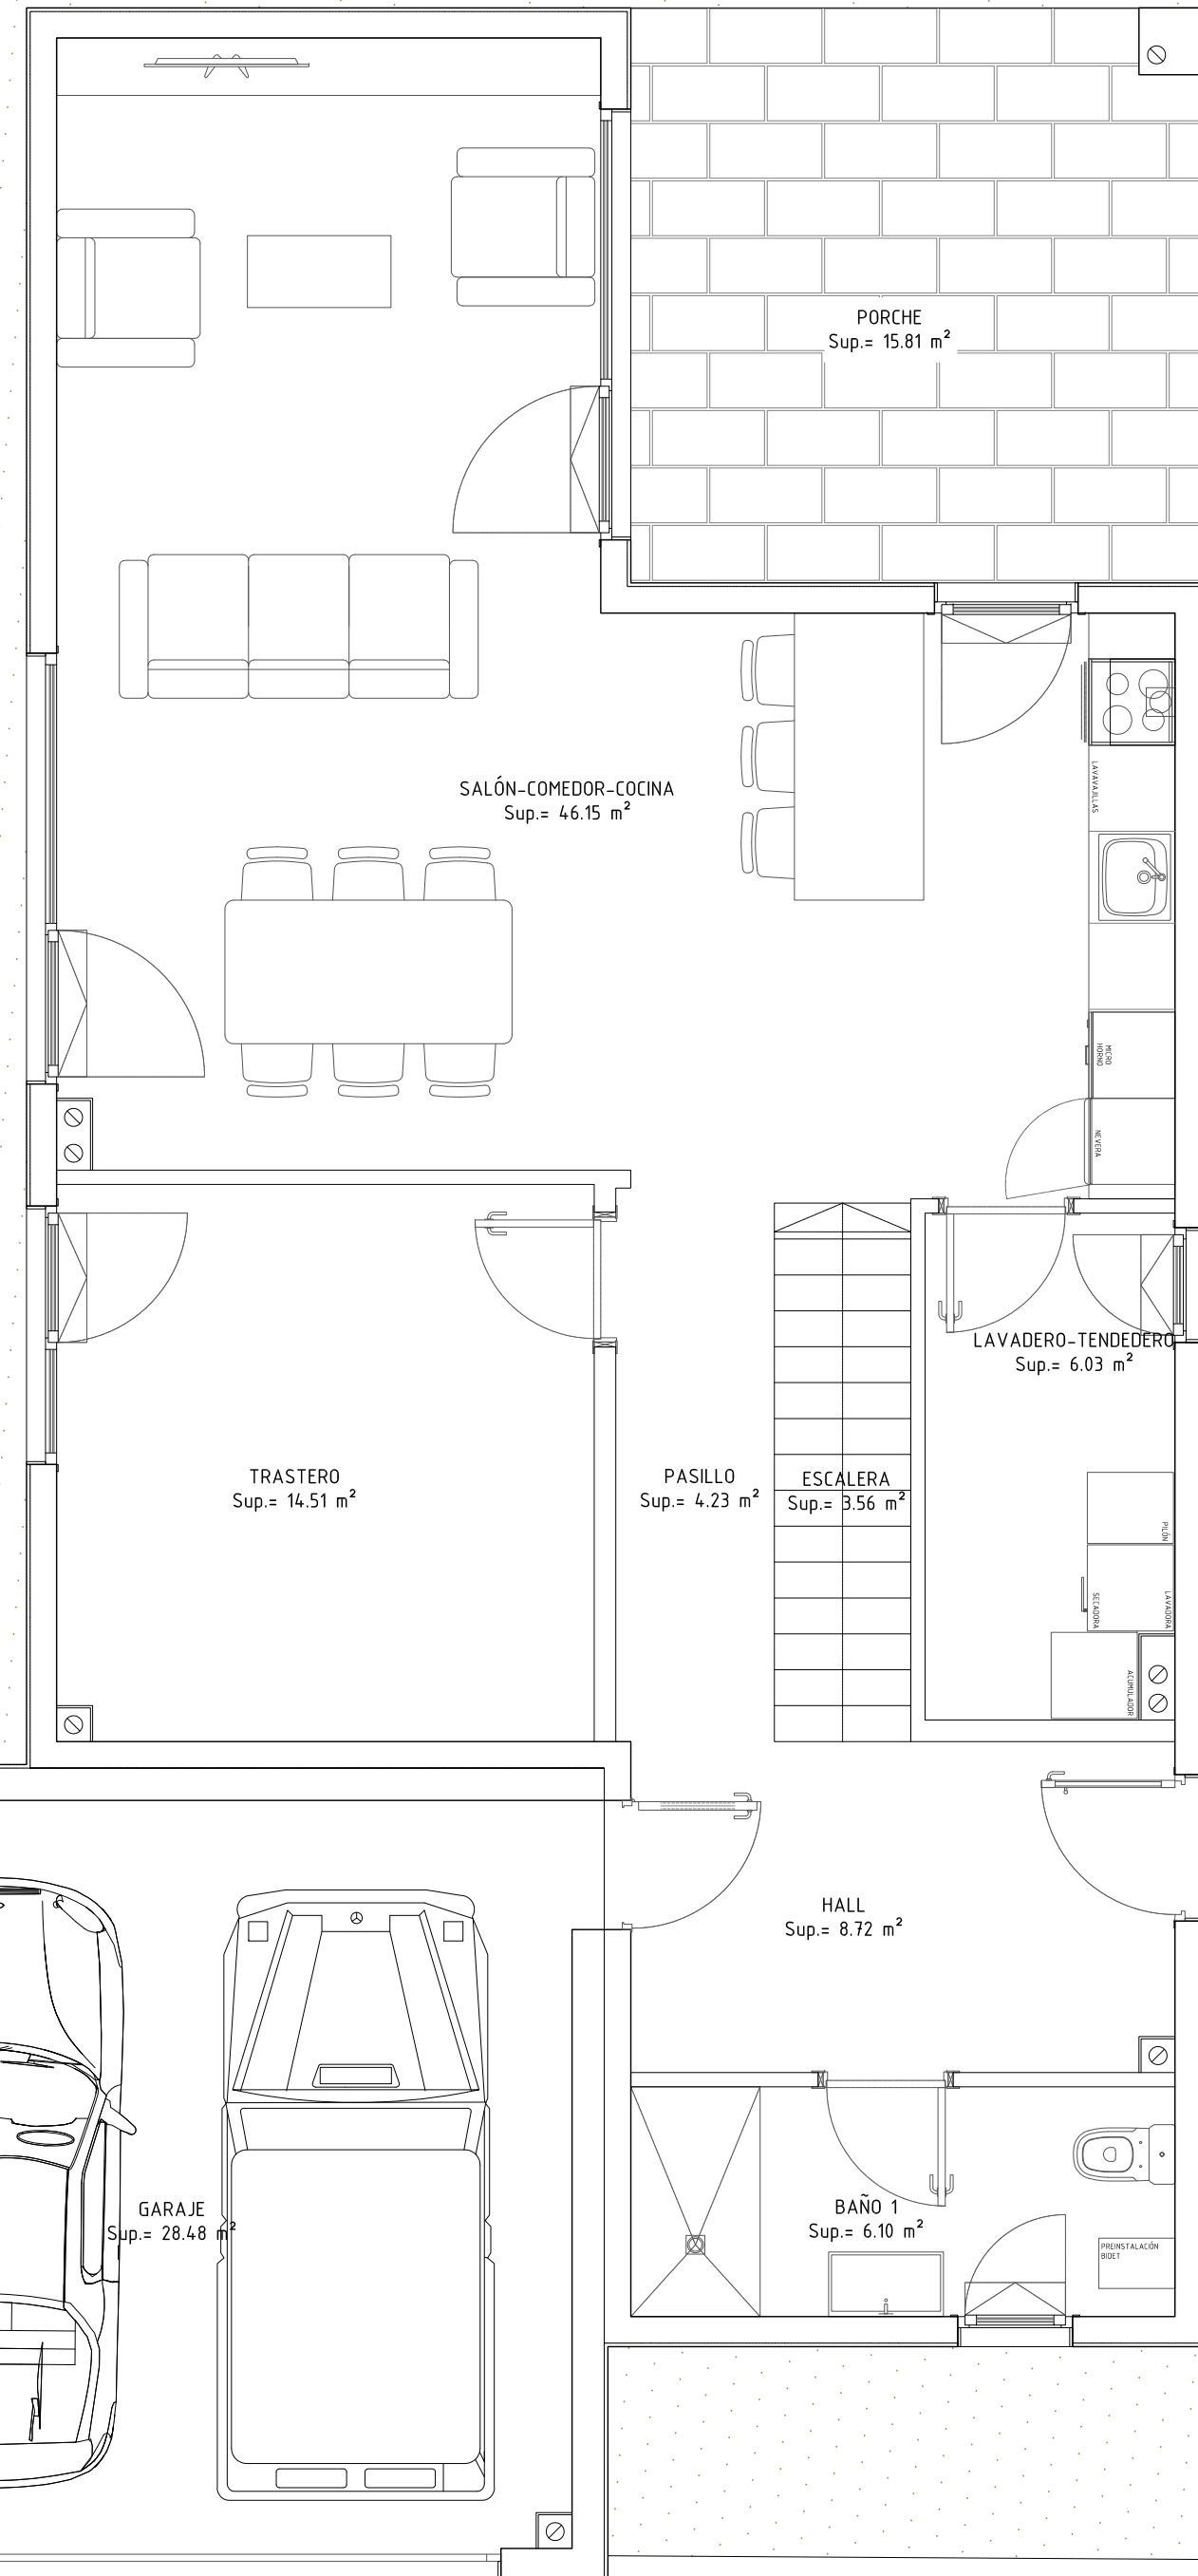 PORCHE
Sup.= 15.81 m²
SALÓN-COMEDOR-COCINA
Sup.= 46.15 m²
LAVAVAJILLAS
MICRO
HORNO
NEVERA
LAVADERO-TENDEDERO
Sup.= 6.03 m²
TRASTERO
Sup.= 14.51 m²
PASILLO
Sup.= 4.23 m²
ESCALERA
Sup.= 3.56 m²
PILÓN
SECADORA
LAVADORA
ACUMULADOR
HALL
Sup.= 8.72 m²
GARAJE
Sup.= 28.48 m²
BAÑO 1
Sup.= 6.10 m²
PREINSTALACIÓN
BIDET